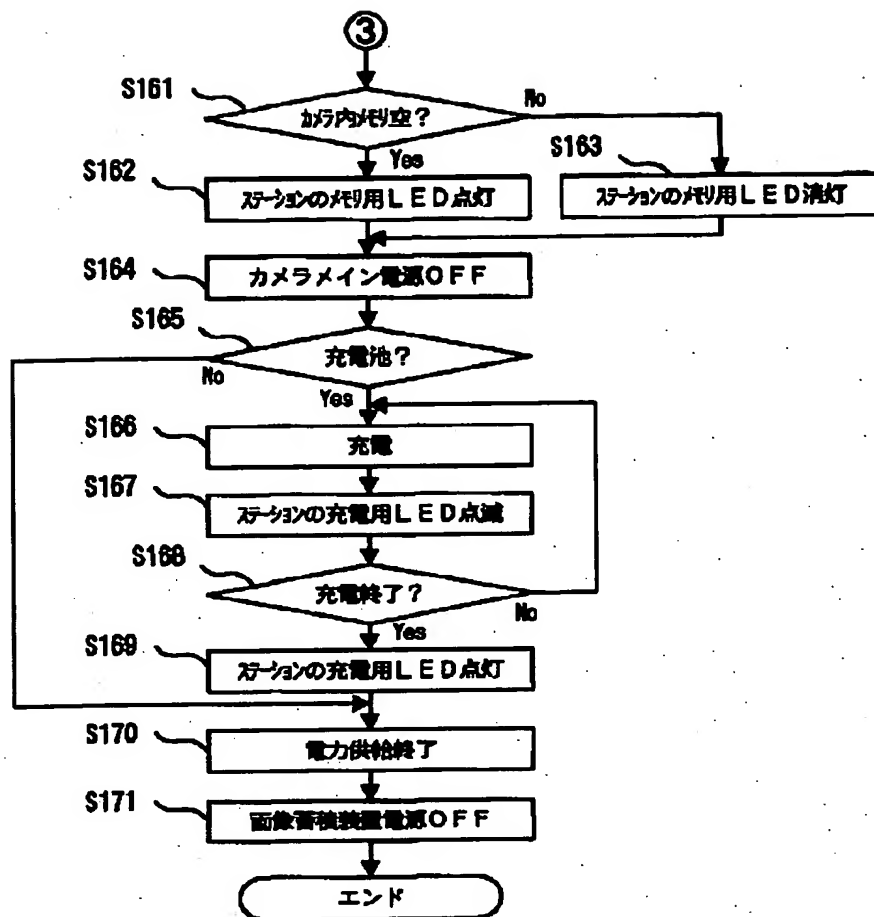 ③
S161
カメラ内メモリ空?
No
Yes
S162
ステーションのメモリ用LED点灯
S163
ステーションのメモリ用LED消灯
S164
カメラメイン電源OFF
S165
充電池?
No
Yes
S166
充電
S167
ステーションの充電用LED点滅
S168
充電終了?
No
Yes
S169
ステーションの充電用LED点灯
S170
電力供給終了
S171
画像蓄積装置電源OFF
エンド